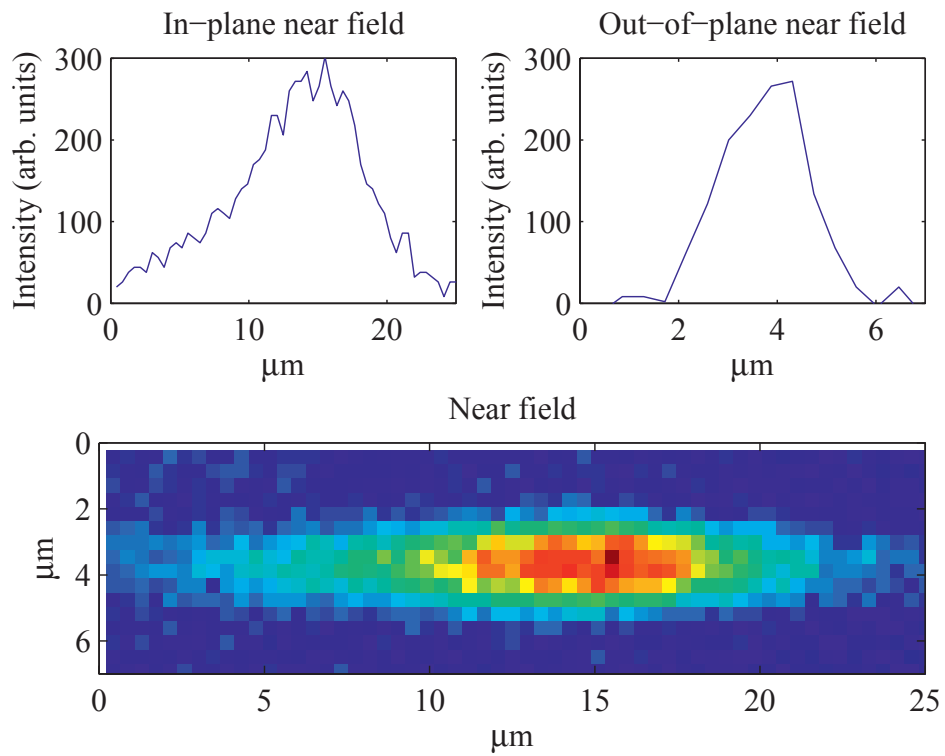 In−plane near field
Intensity (arb. units)
300
200
100
0
0
10
20
μm
Out−of−plane near field
Intensity (arb. units)
300
200
100
0
0
2
4
6
μm
Near field
μm
0
2
4
6
0
5
10
15
20
25
μm